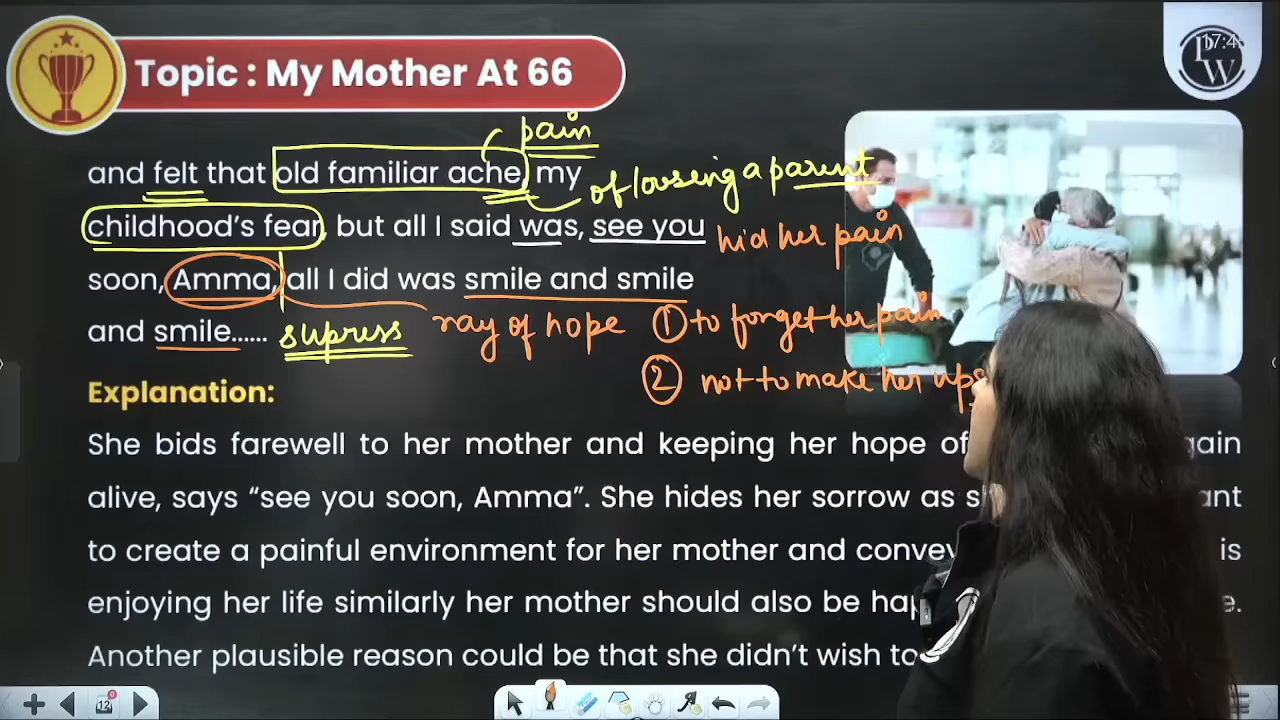 Topic : My Mother At 66
pain
and felt that old familiar ache, my
of loosing a parent
childhood's fear, but all I said was, see you
hid her pain
soon, Amma, all I did was smile and smile
and smile......
supress
ray of hope
① to forget her pain
② not to make her ups
Explanation:
She bids farewell to her mother and keeping her hope of gain
alive, says “see you soon, Amma”. She hides her sorrow as s ant
to create a painful environment for her mother and convey is
enjoying her life similarly her mother should also be hap e.
Another plausible reason could be that she didn't wish to
12